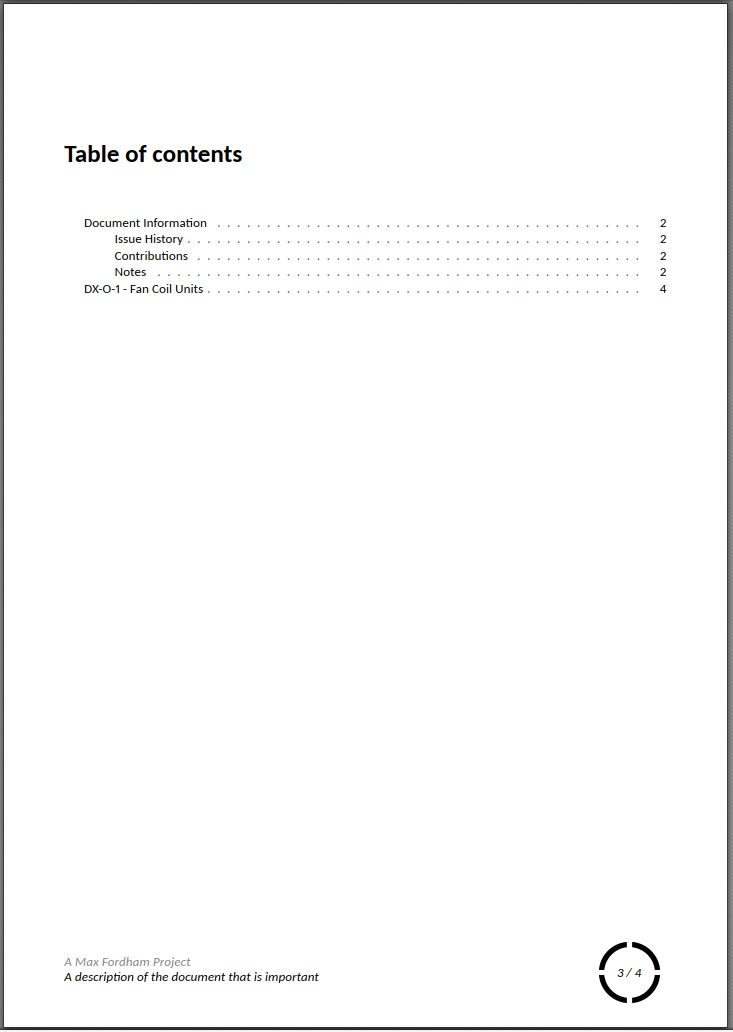 Table of contents
Document Information . . . . . . . . . . . . . . . . . . . . . . . . . . . . . . . . . . . . . . . . . . . 2
Issue History . . . . . . . . . . . . . . . . . . . . . . . . . . . . . . . . . . . . . . . . . . . . . . 2
Contributions . . . . . . . . . . . . . . . . . . . . . . . . . . . . . . . . . . . . . . . . . . . . . 2
Notes . . . . . . . . . . . . . . . . . . . . . . . . . . . . . . . . . . . . . . . . . . . . . . . . . 2
DX-O-1 - Fan Coil Units . . . . . . . . . . . . . . . . . . . . . . . . . . . . . . . . . . . . . . . . . . . . 4
A Max Fordham Project
A description of the document that is important
3 / 4